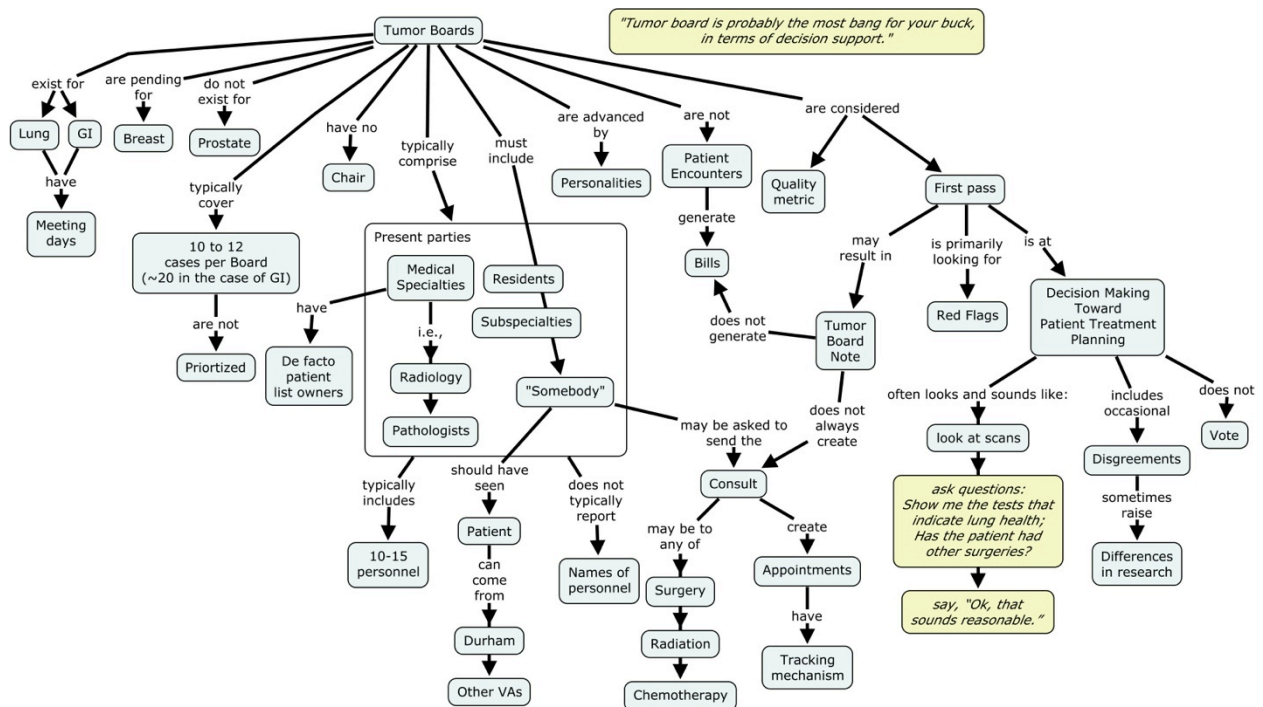 Tumor Boards
"Tumor board is probably the most bang for your buck,
in terms of decision support."
exist for
are pending
for
do not
exist for
have no
typically
comprise
must
include
are advanced
by
are not
are considered
Lung
GI
Breast
Prostate
Chair
Personalities
Patient
Encounters
Quality
metric
First pass
have
Meeting
days
typically
cover
10 to 12
cases per Board
(~20 in the case of GI)
are not
Priortized
Present parties
Medical
Specialties
Residents
Subspecialties
have
De facto
patient
list owners
i.e.,
Radiology
Pathologists
"Somebody"
generate
Bills
does not
generate
may
result in
Tumor
Board
Note
is primarily
looking for
Red Flags
is at
Decision Making
Toward
Patient Treatment
Planning
typically
includes
10-15
personnel
should have
seen
Patient
can
come
from
Durham
Other VAs
does not
typically
report
Names of
personnel
may be asked to
send the
does not
always
create
Consult
may be to
any of
Surgery
Radiation
Chemotherapy
create
Appointments
have
Tracking
mechanism
often looks and sounds like:
look at scans
ask questions:
Show me the tests that
indicate lung health;
Has the patient had
other surgeries?
say, “Ok, that
sounds reasonable.”
includes
occasional
Disgreements
sometimes
raise
Differences
in research
does not
Vote